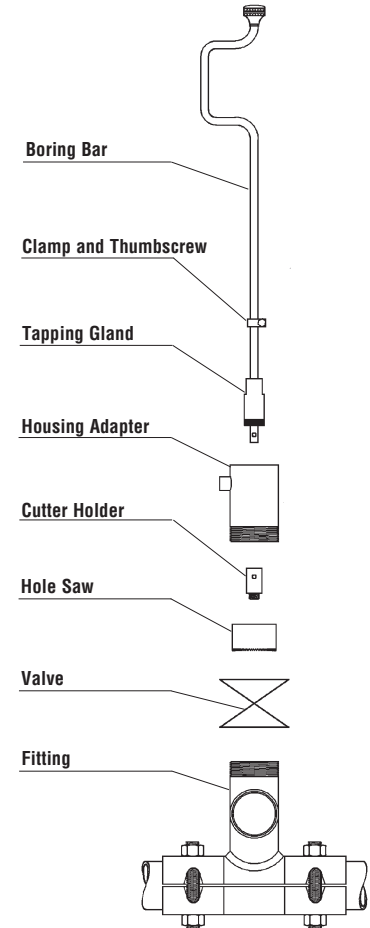 Boring Bar
Clamp and Thumbscrew
Tapping Gland
Housing Adapter
Cutter Holder
Hole Saw
Valve
Fitting